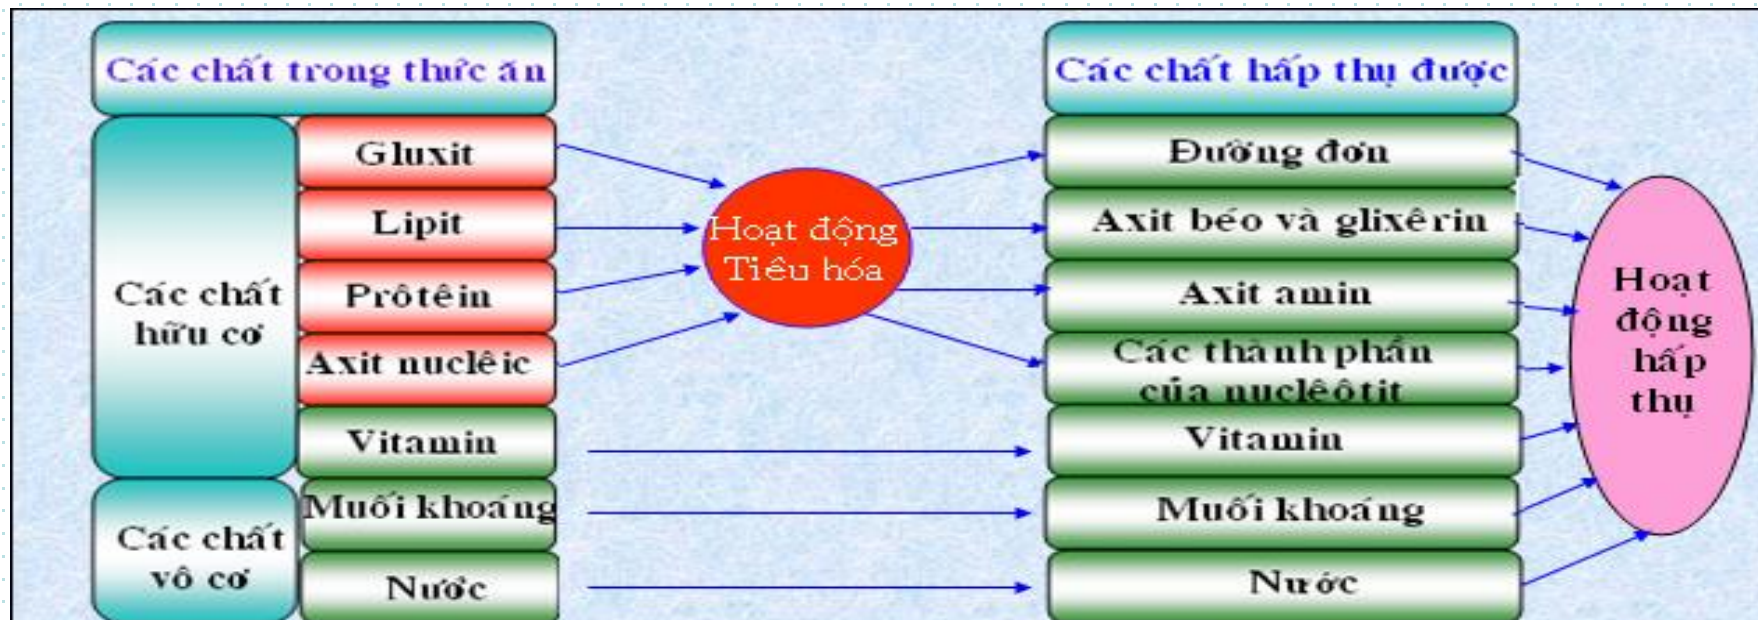 Các chất trong thức ăn
Các chất
hữu cơ
Gluxit
Lipit
Prôtêin
Axit nuclêic
Vitamin
Các chất
vô cơ
Muối khoáng
Nước
Hoạt động
Tiêu hóa
Các chất hấp thụ được
Đường đơn
Axit béo và glixêrin
Axit amin
Các thành phần
của nuclêôtit
Vitamin
Muối khoáng
Nước
Hoạt
động
hấp
thụ